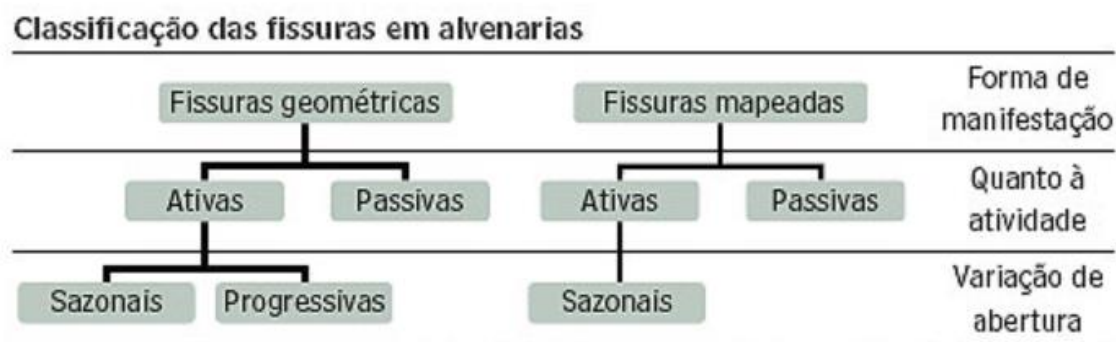 Classificação das fissuras em alvenarias
Fissuras geométricas
Fissuras mapeadas
Forma de
manifestação
Ativas
Passivas
Ativas
Passivas
Quanto à
atividade
Sazonais
Progressivas
Sazonais
Variação de
abertura